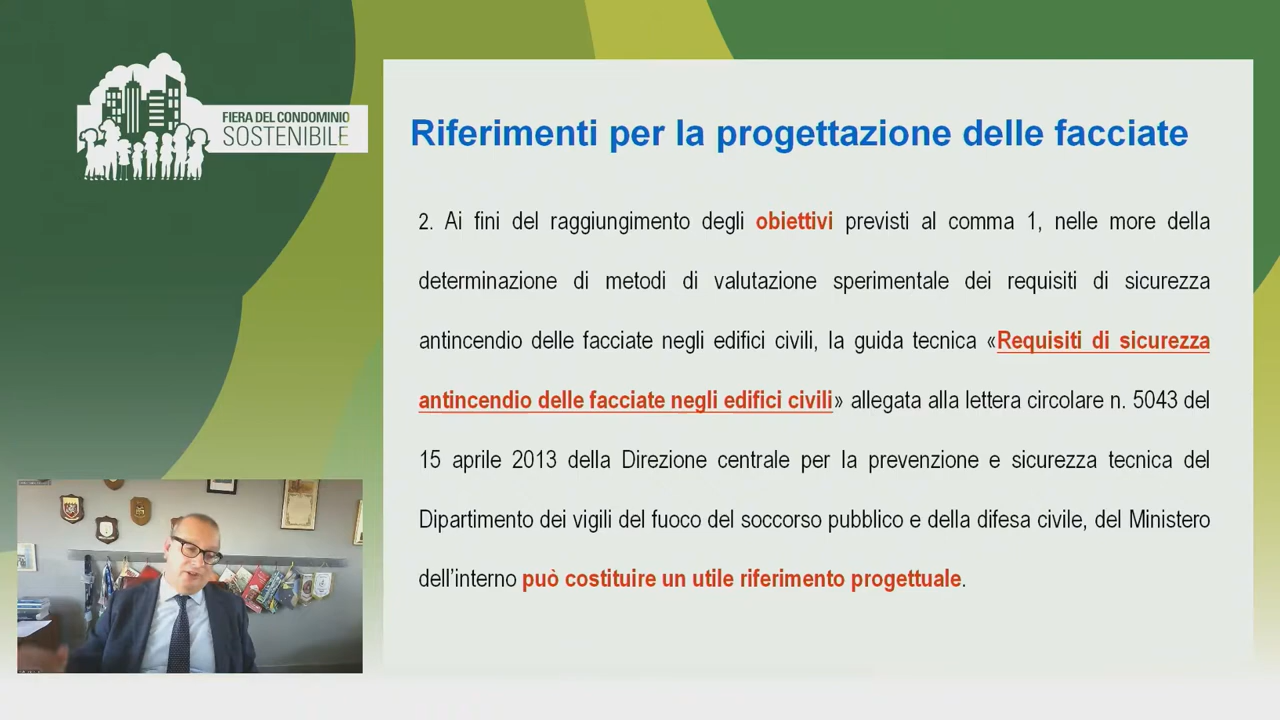 FIERA DEL CONDOMINIO
SOSTENIBILE
Riferimenti per la progettazione delle facciate
2. Ai fini del raggiungimento degli obiettivi previsti al comma 1, nelle more della
determinazione di metodi di valutazione sperimentale dei requisiti di sicurezza
antincendio delle facciate negli edifici civili, la guida tecnica «Requisiti di sicurezza
antincendio delle facciate negli edifici civili» allegata alla lettera circolare n. 5043 del
15 aprile 2013 della Direzione centrale per la prevenzione e sicurezza tecnica del
Dipartimento dei vigili del fuoco del soccorso pubblico e della difesa civile, del Ministero
dell'interno può costituire un utile riferimento progettuale.